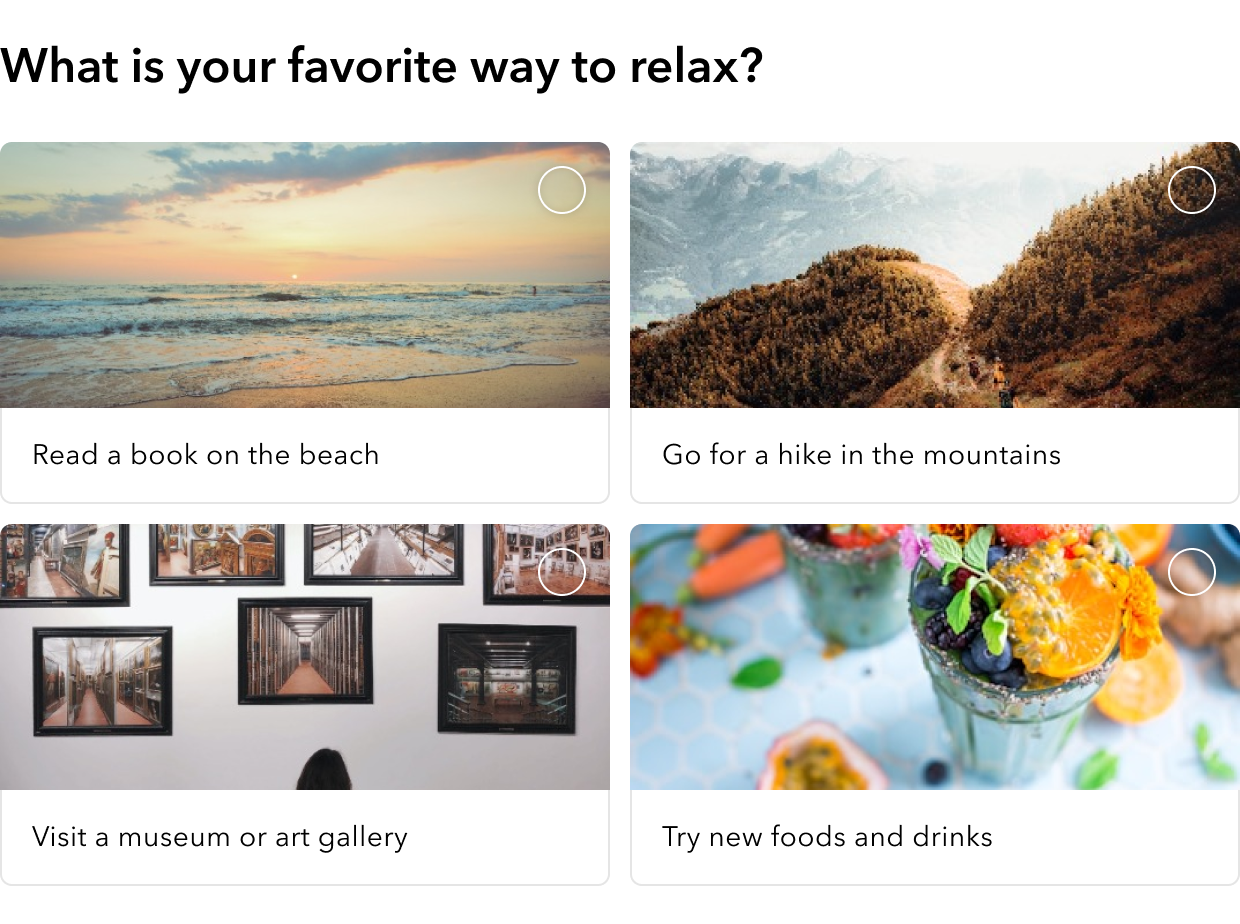 What is your favorite way to relax?
Read a book on the beach
Go for a hike in the mountains
Visit a museum or art gallery
Try new foods and drinks